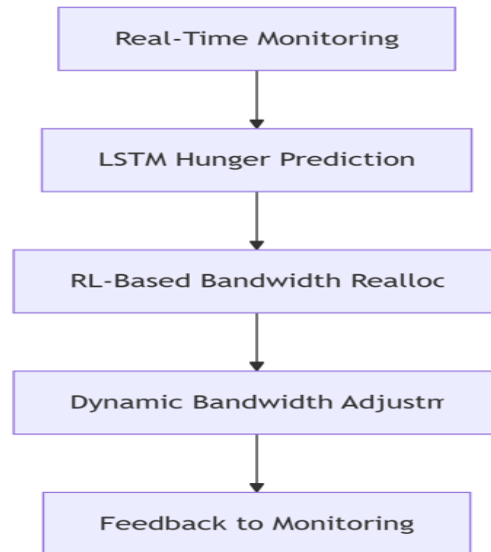 Real-Time Monitoring
LSTM Hunger Prediction
RL-Based Bandwidth Realloc
Dynamic Bandwidth Adjustm
Feedback to Monitoring